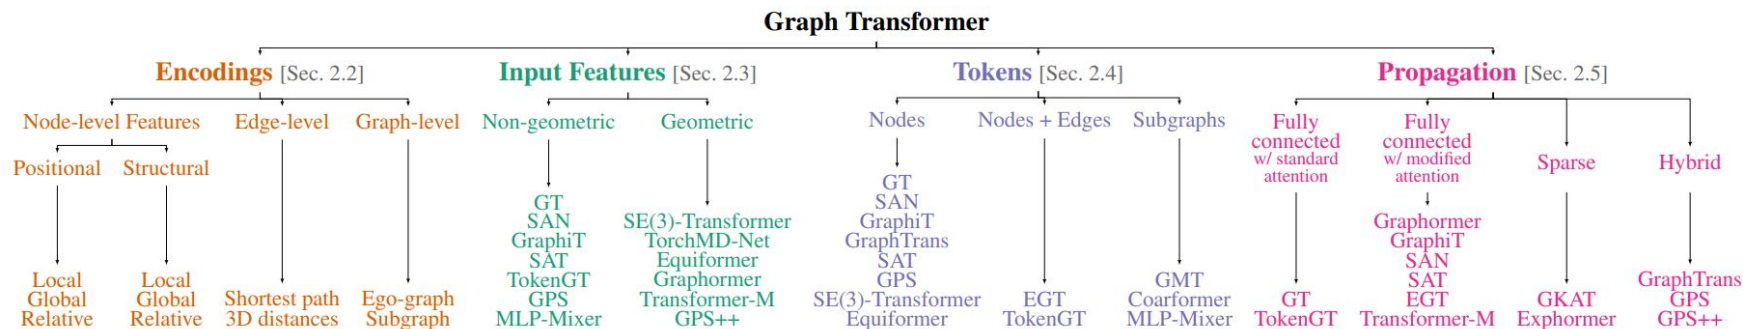 Graph Transformer
Encodings [Sec. 2.2]
Input Features [Sec. 2.3]
Tokens [Sec. 2.4]
Propagation [Sec. 2.5]
Node-level Features
Edge-level
Graph-level
Non-geometric
Geometric
Nodes
Nodes + Edges
Subgraphs
Fully
connected
w/ standard
attention
Fully
connected
w/ modified
attention
Sparse
Hybrid
Positional
Structural
Local
Global
Relative
Local
Global
Relative
Shortest path
3D distances
Ego-graph
Subgraph
GT
SAN
GraphiT
SAT
TokenGT
GPS
MLP-Mixer
SE(3)-Transformer
TorchMD-Net
Equiformer
Graphormer
Transformer-M
GPS++
GT
SAN
GraphiT
GraphTrans
SAT
GPS
SE(3)-Transformer
Equiformer
EGT
TokenGT
GMT
Coarformer
MLP-Mixer
GT
TokenGT
Graphormer
GraphiT
SAN
SAT
EGT
Transformer-M
GKAT
Exphormer
GraphTrans
GPS
GPS++